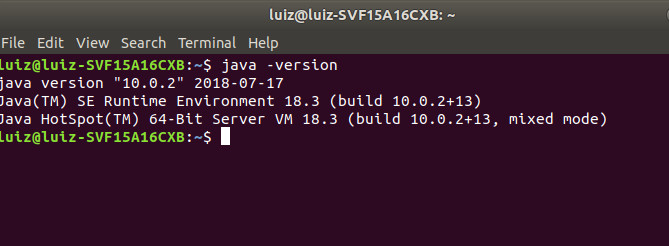 luiz@luiz-SVF15A16CXB: ~
File Edit View Search Terminal Help
luiz@luiz-SVF15A16CXB:~$ java -version
java version "10.0.2" 2018-07-17
Java(TM) SE Runtime Environment 18.3 (build 10.0.2+13)
Java HotSpot(TM) 64-Bit Server VM 18.3 (build 10.0.2+13, mixed mode)
luiz@luiz-SVF15A16CXB:~$